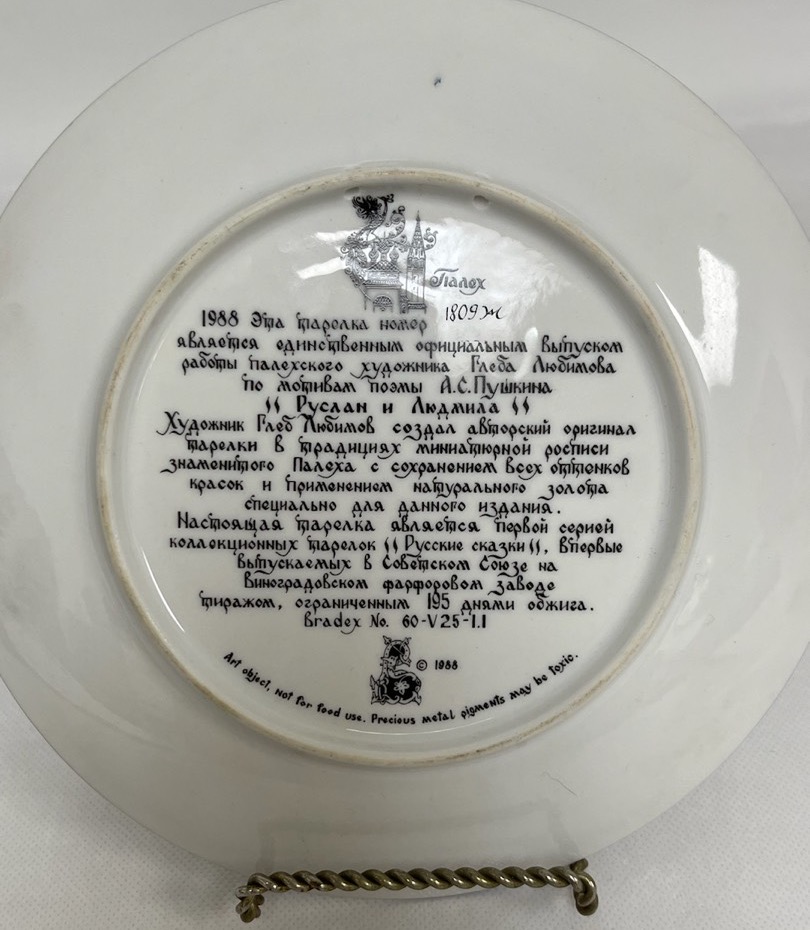 Палех
1809Ж
1988 Эта тарелка номер
является единственным официальным выпуском
работы палехского художника Глеба Любимова
по мотивам поэмы А.С.Пушкина
"Руслан и Людмила"
Художник Глеб Любимов создал авторский оригинал
тарелки в традициях миниатюрной росписи
знаменитого Палеха с сохранением всех оттенков
красок и применением натурального золота
специально для данного издания.
Настоящая тарелка является первой серией
коллекционных тарелок "Русские сказки", впервые
выпускаемых в Советском Союзе на
Виноградовском фарфоровом заводе
тиражом, ограниченным 195 днями обжига.
Bradex No. 60-V25-1.1
© 1988
Art object, not for food use. Precious metal pigments may be toxic.